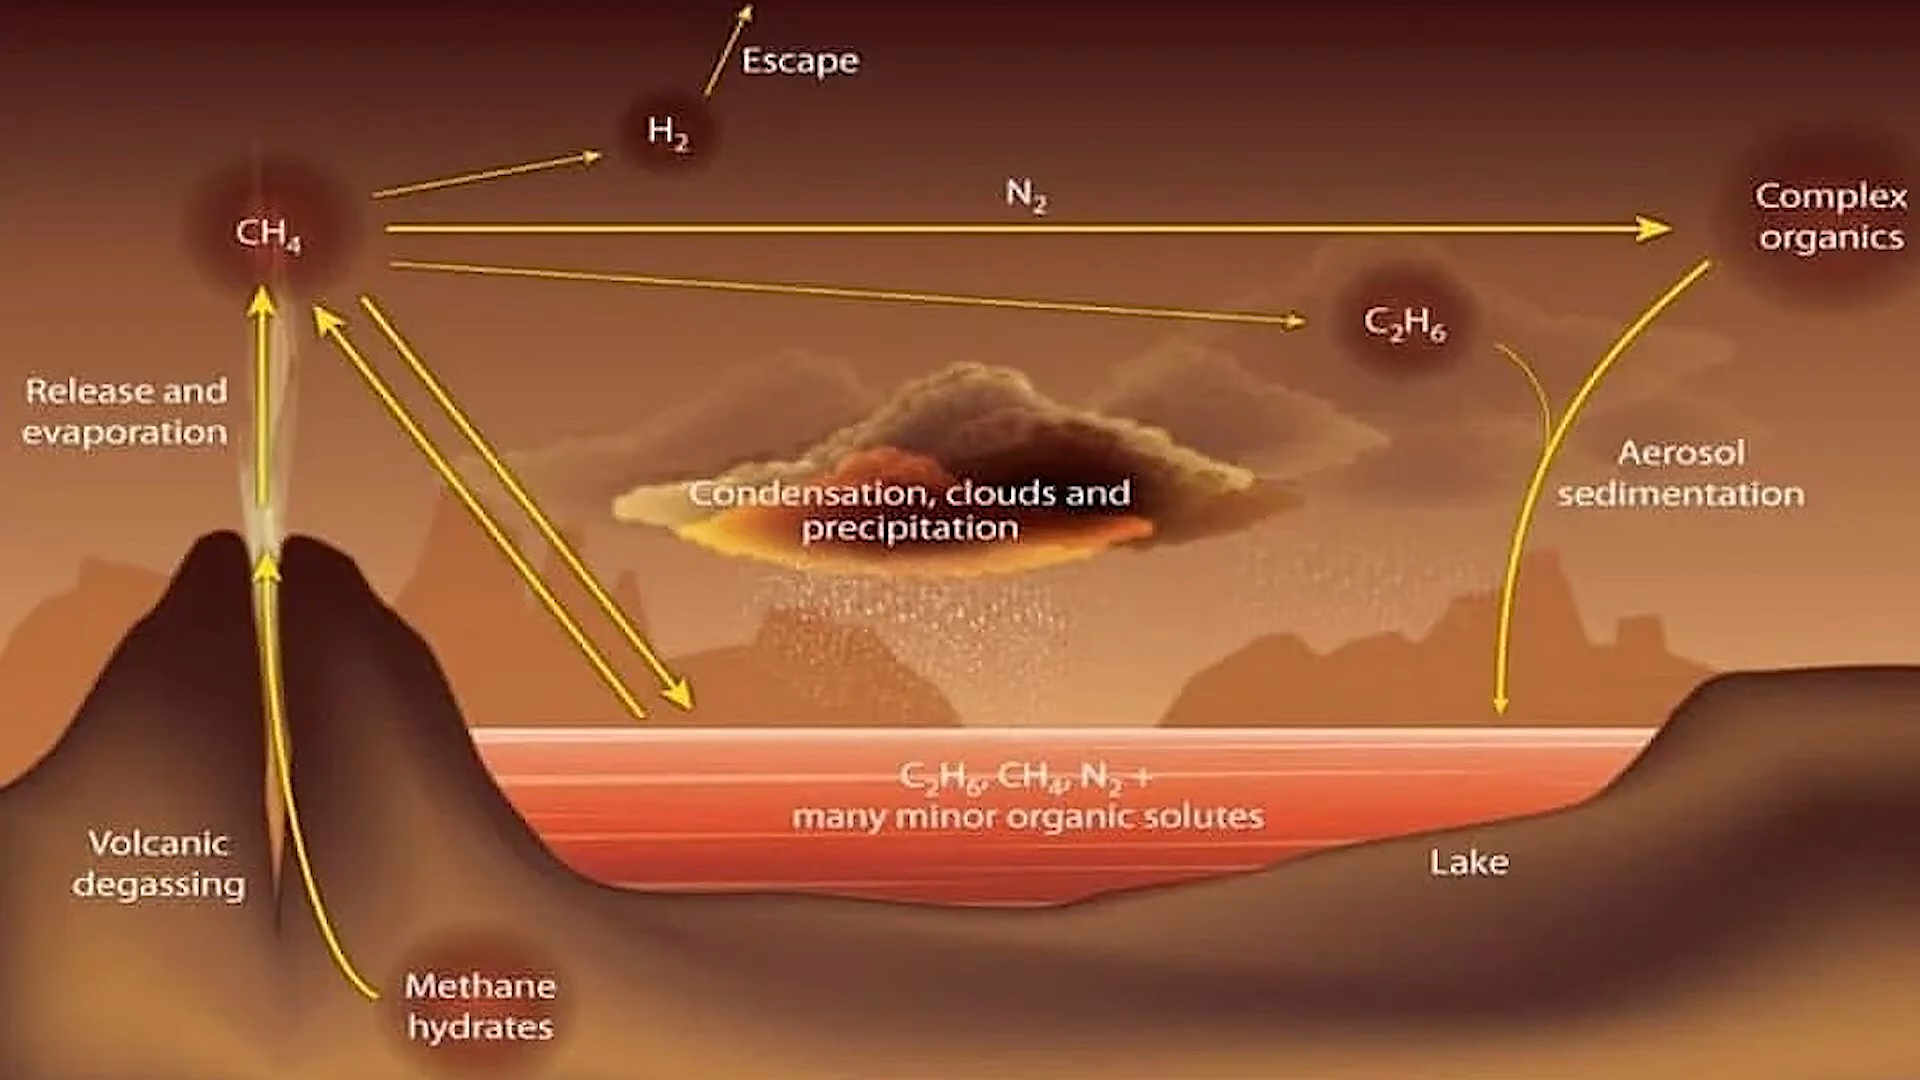 Escape
H₂
N₂
CH₄
Complex
organics
C₂H₆
Release and
evaporation
Condensation, clouds and
precipitation
Aerosol
sedimentation
C₂H₆, CH₄, N₂ +
many minor organic solutes
Volcanic
degassing
Lake
Methane
hydrates